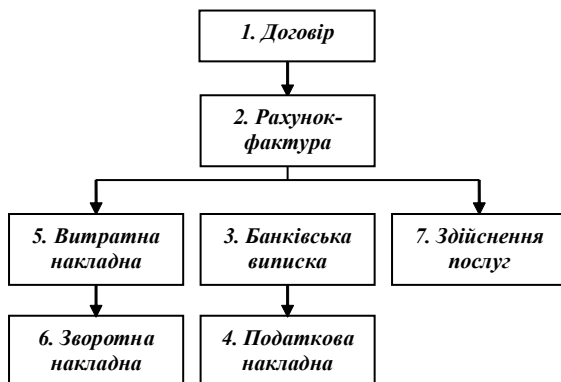 1. Договір
2. Рахунок-
фактура
5. Витратна
накладна
3. Банківська
виписка
7. Здійснення
послуг
6. Зворотна
накладна
4. Податкова
накладна